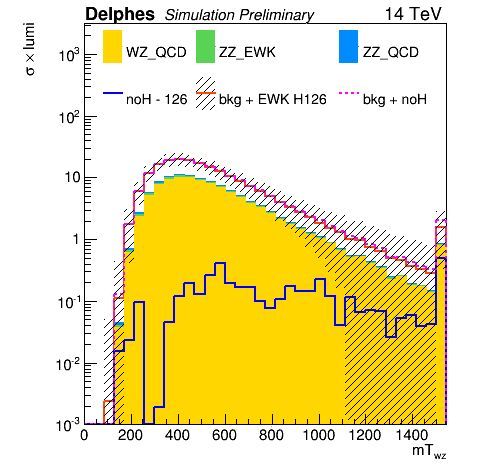 Delphes Simulation Preliminary 14 TeV
σ × lumi
WZ_QCD ZZ_EWK ZZ_QCD
noH - 126 bkg + EWK H126 bkg + noH
10³
10²
10
1
10⁻¹
10⁻²
10⁻³
0 200 400 600 800 1000 1200 1400
mT_wz